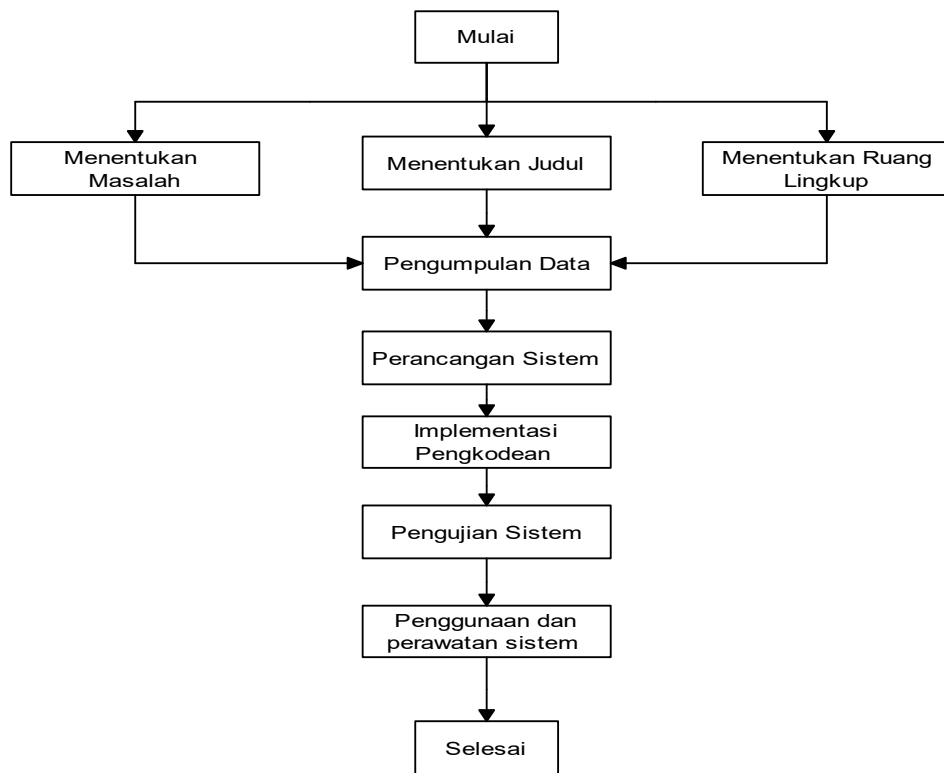 Mulai
Menentukan
Masalah
Menentukan Judul
Menentukan Ruang
Lingkup
Pengumpulan Data
Perancangan Sistem
Implementasi
Pengkodean
Pengujian Sistem
Penggunaan dan
perawatan sistem
Selesai